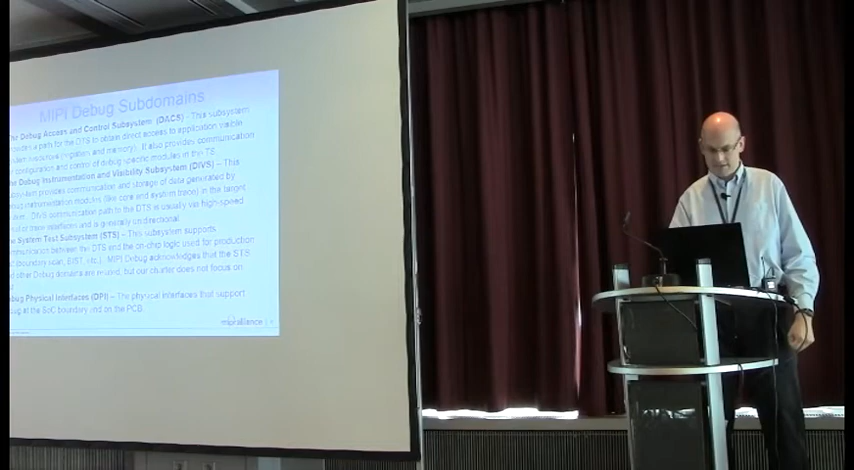 MIPI Debug Subdomains
The Debug Access and Control Subsystem (DACS) - This subsystem
provides a path for the DTS to obtain direct access to application visible
system resources (registers and memory). It also provides communication
configuration and control of debug specific modules in the TS.
The Debug Instrumentation and Visibility Subsystem (DIVS) – This
subsystem provides communication and storage of data generated by
instrumentation modules (like core and system trace) in the target
system. DIVS communication path to the DTS is usually via high-speed
or trace interfaces and is generally uni-directional.
The System Test Subsystem (STS) – This subsystem supports
communication between the DTS and the on-chip logic used for production
(boundary scan, BIST, etc.). MIPI Debug acknowledges that the STS
and other Debug domains are related, but our charter does not focus on
Debug Physical Interfaces (DPI) – The physical interfaces that support
debug at the SoC boundary and on the PCB.
mipi alliance